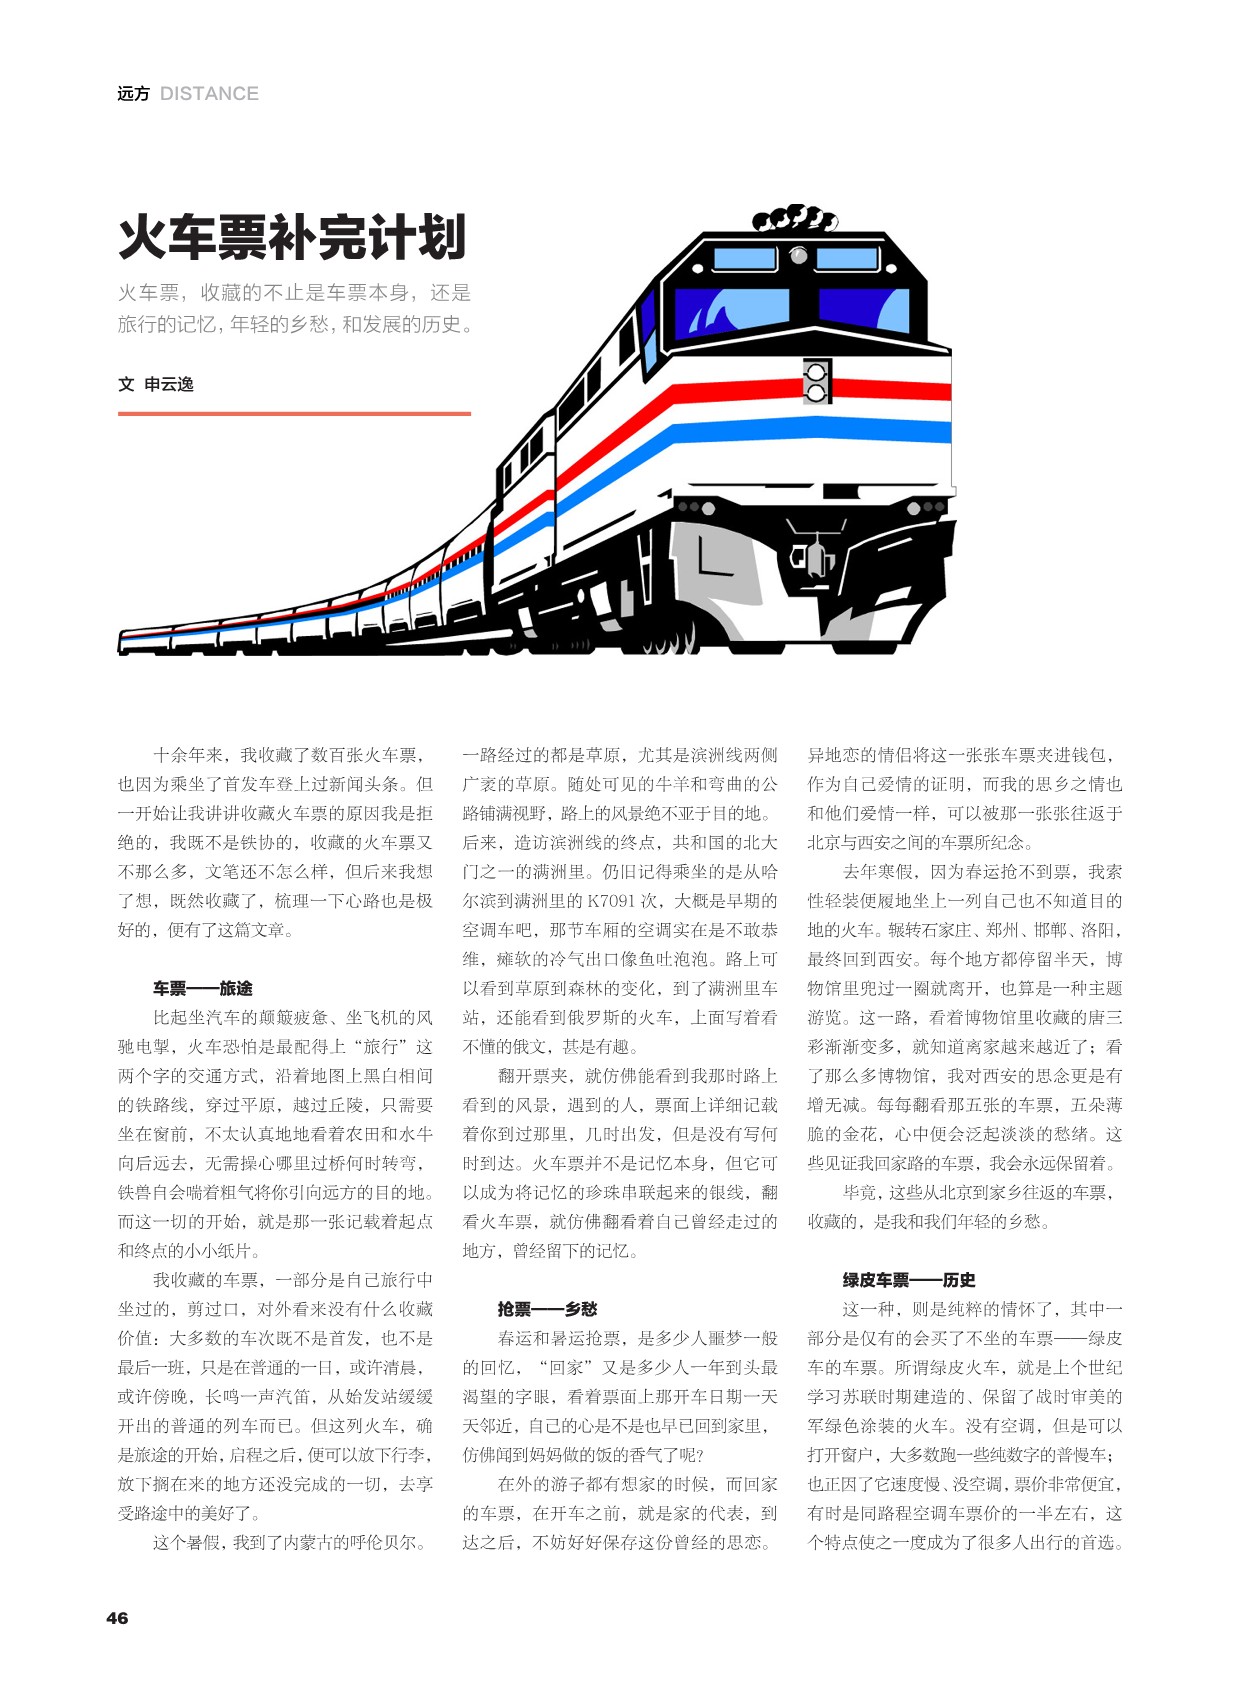 远方 DISTANCE
火车票补完计划
火车票，收藏的不止是车票本身，还是
旅行的记忆，年轻的乡愁，和发展的历史。
文 申云逸
十余年来，我收藏了数百张火车票，
也因为乘坐了首发车登上过新闻头条。但
一开始让我讲讲收藏火车票的原因我是拒
绝的，我既不是铁协的，收藏的火车票又
不那么多，文笔还不怎么样，但后来我想
了想，既然收藏了，梳理一下心路也是极
好的，便有了这篇文章。
车票——旅途
比起坐汽车的颠簸疲惫、坐飞机的风
驰电掣，火车恐怕是最配得上“旅行”这
两个字的交通方式，沿着地图上黑白相间
的铁路线，穿过平原，越过丘陵，只需要
坐在窗前，不太认真地地看着农田和水牛
向后远去，无需操心哪里过桥何时转弯，
铁兽自会喘着粗气将你引向远方的目的地。
而这一切的开始，就是那一张记载着起点
和终点的小小纸片。
我收藏的车票，一部分是自己旅行中
坐过的，剪过口，对外看来没有什么收藏
价值：大多数的车次既不是首发，也不是
最后一班，只是在普通的一日，或许清晨，
或许傍晚，长鸣一声汽笛，从始发站缓缓
开出的普通的列车而已。但这列火车，确
是旅途的开始，启程之后，便可以放下行李，
放下搁在来的地方还没完成的一切，去享
受路途中的美好了。
这个暑假，我到了内蒙古的呼伦贝尔。
一路经过的都是草原，尤其是滨洲线两侧
广袤的草原。随处可见的牛羊和弯曲的公
路铺满视野，路上的风景绝不亚于目的地。
后来，造访滨洲线的终点，共和国的北大
门之一的满洲里。仍旧记得乘坐的是从哈
尔滨到满洲里的 K7091 次，大概是早期的
空调车吧，那节车厢的空调实在是不敢恭
维，瘫软的冷气出口像鱼吐泡泡。路上可
以看到草原到森林的变化，到了满洲里车
站，还能看到俄罗斯的火车，上面写着看
不懂的俄文，甚是有趣。
翻开票夹，就仿佛能看到我那时路上
看到的风景，遇到的人，票面上详细记载
着你到过那里，几时出发，但是没有写何
时到达。火车票并不是记忆本身，但它可
以成为将记忆的珍珠串联起来的银线，翻
看火车票，就仿佛翻看着自己曾经走过的
地方，曾经留下的记忆。
抢票——乡愁
春运和暑运抢票，是多少人噩梦一般
的回忆，“回家”又是多少人一年到头最
渴望的字眼，看着票面上那开车日期一天
天邻近，自己的心是不是也早已回到家里，
仿佛闻到妈妈做的饭的香气了呢？
在外的游子都有想家的时候，而回家
的车票，在开车之前，就是家的代表，到
达之后，不妨好好保存这份曾经的思恋。
异地恋的情侣将这一张张车票夹进钱包，
作为自己爱情的证明，而我的思乡之情也
和他们爱情一样，可以被那一张张往返于
北京与西安之间的车票所纪念。
去年寒假，因为春运抢不到票，我索
性轻装便履地坐上一列自己也不知道目的
地的火车。辗转石家庄、郑州、邯郸、洛阳，
最终回到西安。每个地方都停留半天，博
物馆里兜过一圈就离开，也算是一种主题
游览。这一路，看着博物馆里收藏的唐三
彩渐渐变多，就知道离家越来越近了；看
了那么多博物馆，我对西安的思念更是有
增无减。每每翻看那五张的车票，五朵薄
脆的金花，心中便会泛起淡淡的愁绪。这
些见证我回家路的车票，我会永远保留着。
毕竟，这些从北京到家乡往返的车票，
收藏的，是我和我们年轻的乡愁。
绿皮车票——历史
这一种，则是纯粹的情怀了，其中一
部分是仅有的会买了不坐的车票——绿皮
车的车票。所谓绿皮火车，就是上个世纪
学习苏联时期建造的、保留了战时审美的
军绿色涂装的火车。没有空调，但是可以
打开窗户，大多数跑一些纯数字的普慢车；
也正因了它速度慢、没空调，票价非常便宜，
有时是同路程空调车票价的一半左右，这
个特点使之一度成为了很多人出行的首选。
46